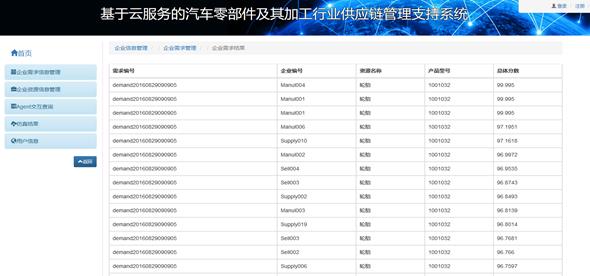 基于云服务的汽车零部件及其加工行业供应链管理支持系统
登录 | 注册
首页
企业需求信息管理
企业资源信息管理
Agent交互查询
仿真结果
用户信息
返回
企业信息管理 / 企业需求管理 / 企业需求结果
需求编号 企业编号 资源名称 产品型号 总体分数
demand20160829090905 Manu004 轮胎 1001032 99.995
demand20160829090905 Manu001 轮胎 1001032 99.995
demand20160829090905 Manu001 轮胎 1001032 99.995
demand20160829090905 Manu006 轮胎 1001032 97.1951
demand20160829090905 Supply010 轮胎 1001032 97.1618
demand20160829090905 Manu002 轮胎 1001032 96.9972
demand20160829090905 Sell004 轮胎 1001032 96.9535
demand20160829090905 Sell003 轮胎 1001032 96.8743
demand20160829090905 Supply002 轮胎 1001032 96.8493
demand20160829090905 Manu003 轮胎 1001032 96.8139
demand20160829090905 Supply019 轮胎 1001032 96.8014
demand20160829090905 Sell003 轮胎 1001032 96.7681
demand20160829090905 Sell002 轮胎 1001032 96.766
demand20160829090905 Supply006 轮胎 1001032 96.7597